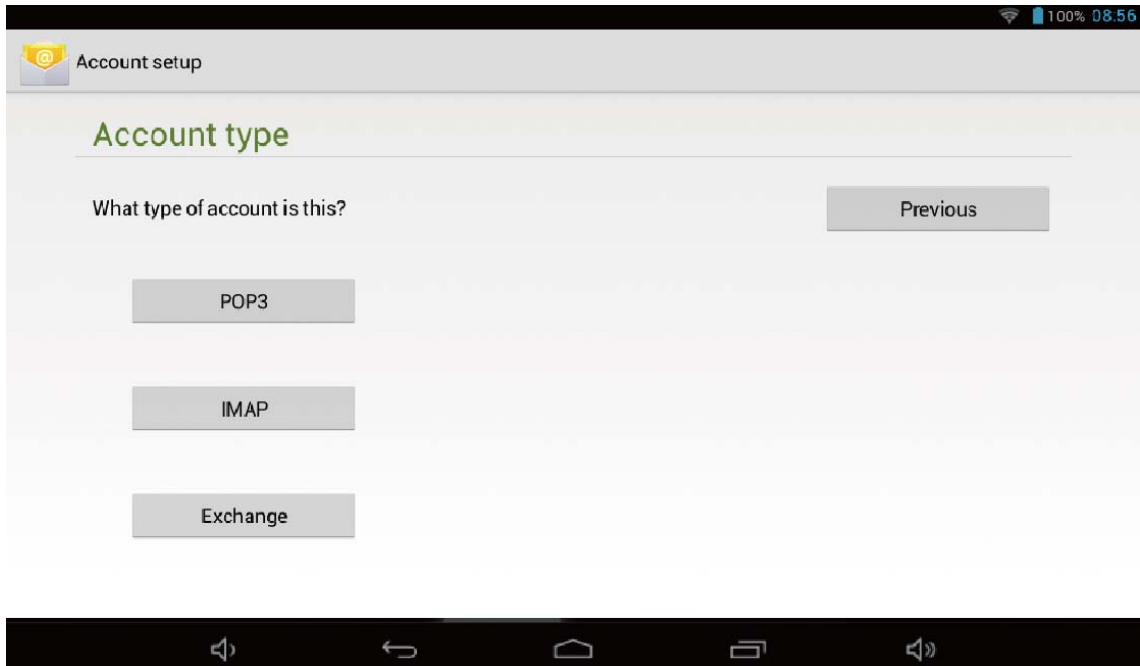 100% 08:56
Account setup
Account type
What type of account is this?
Previous
POP3
IMAP
Exchange